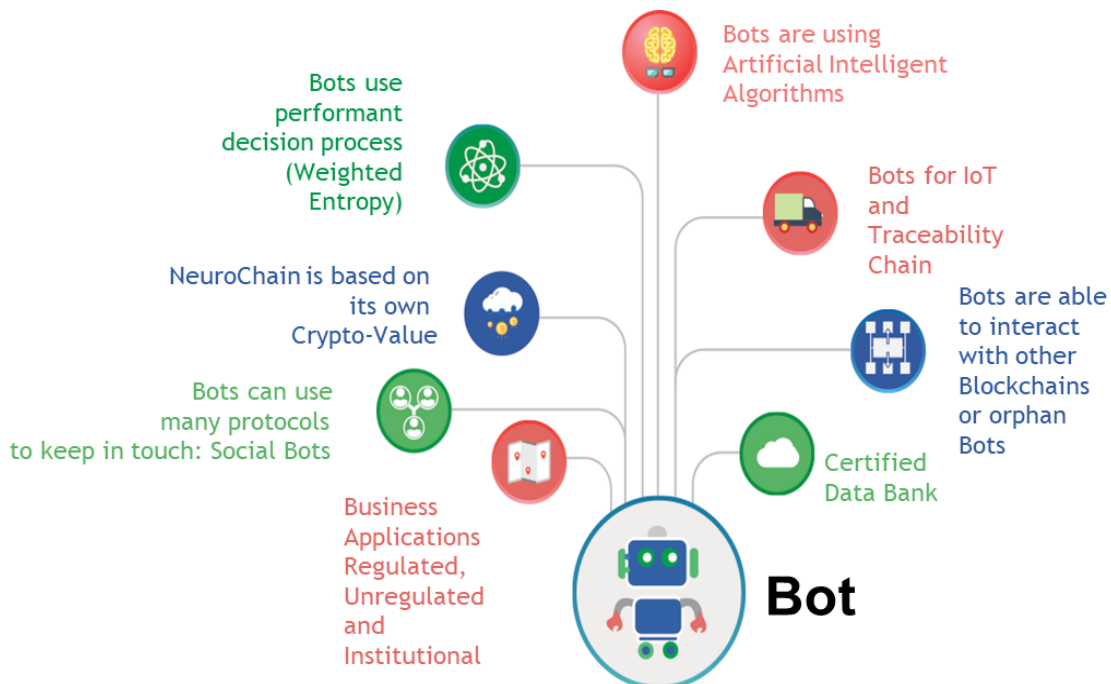 Bots are using
Artificial Intelligent
Algorithms
Bots use
performant
decision process
(Weighted
Entropy)
Bots for IoT
and
Traceability
Chain
NeuroChain is based on
its own
Crypto-Value
Bots are able
to interact
with other
Blockchains
or orphan
Bots
Bots can use
many protocols
to keep in touch: Social Bots
Certified
Data Bank
Business
Applications
Regulated,
Unregulated
and
Institutional
Bot